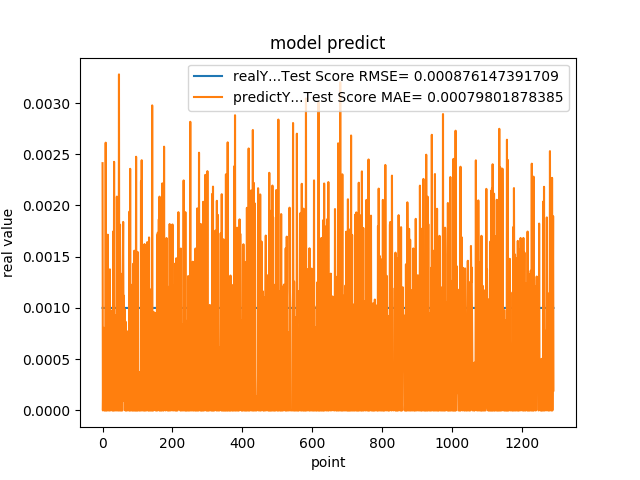 model predict
realY...Test Score RMSE= 0.000876147391709
predictY...Test Score MAE= 0.00079801878385
real value
0.0030
0.0025
0.0020
0.0015
0.0010
0.0005
0.0000
0 200 400 600 800 1000 1200
point